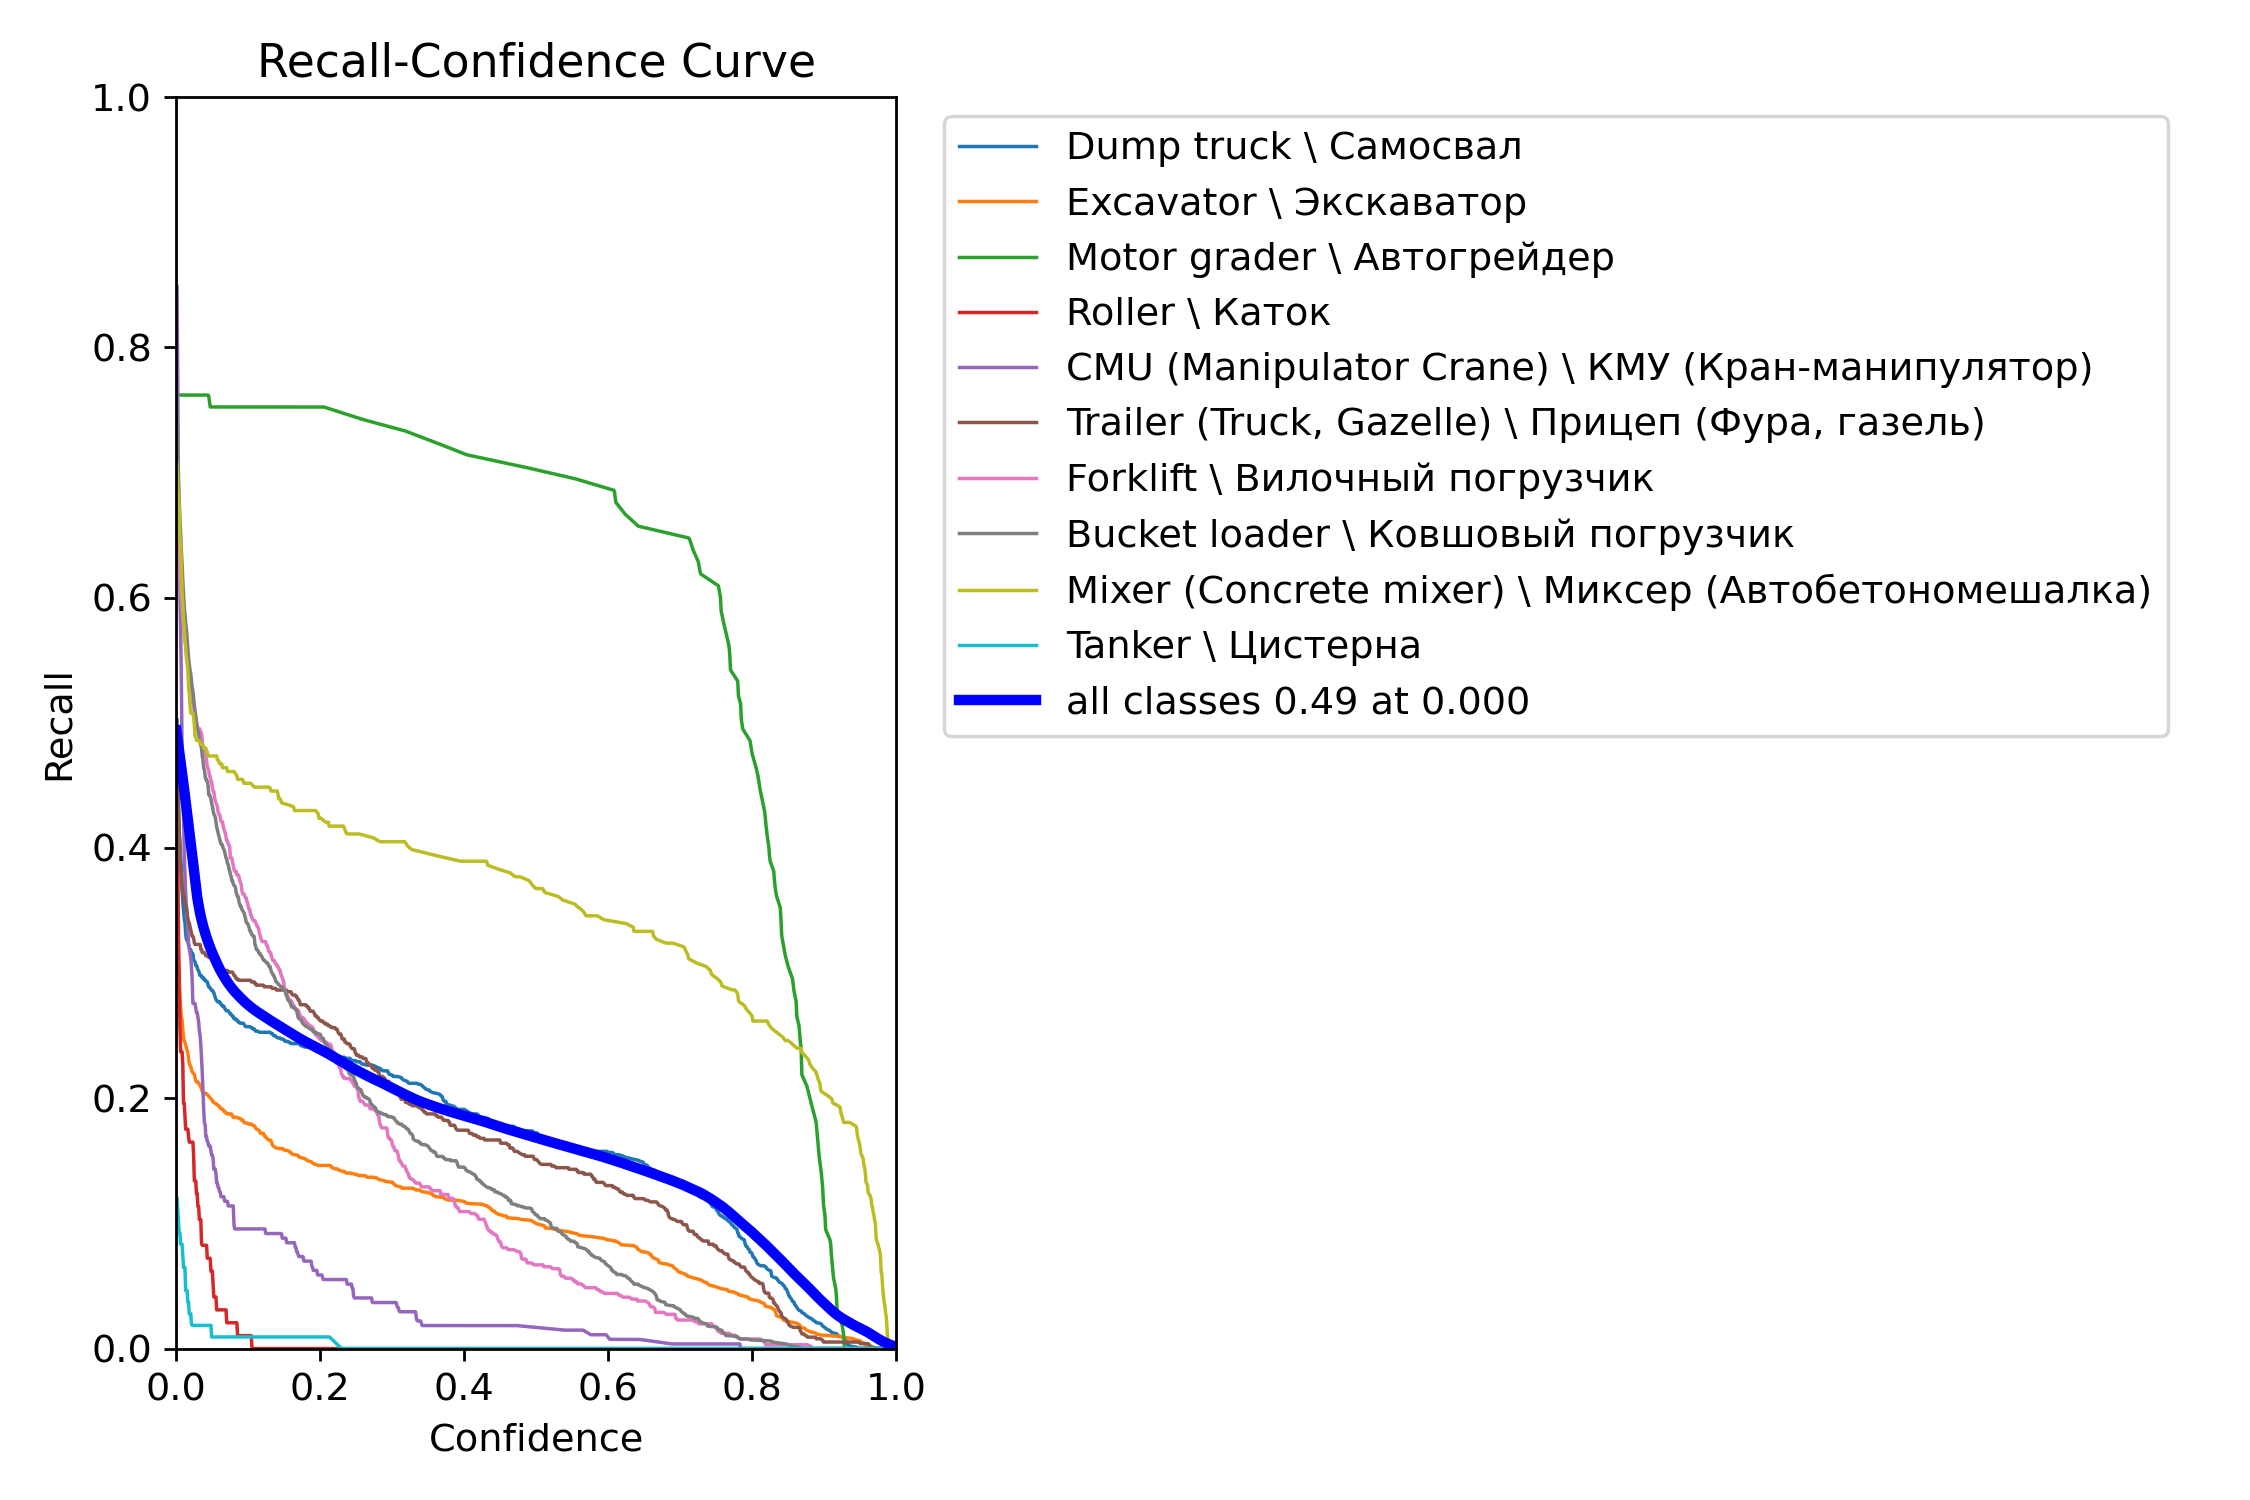 Recall-Confidence Curve
1.0
0.8
0.6
0.4
0.2
0.0
Recall
0.0 0.2 0.4 0.6 0.8 1.0
Confidence
Dump truck \ Самосвал
Excavator \ Экскаватор
Motor grader \ Автогрейдер
Roller \ Каток
CMU (Manipulator Crane) \ КМУ (Кран-манипулятор)
Trailer (Truck, Gazelle) \ Прицеп (Фура, газель)
Forklift \ Вилочный погрузчик
Bucket loader \ Ковшовый погрузчик
Mixer (Concrete mixer) \ Миксер (Автобетономешалка)
Tanker \ Цистерна
all classes 0.49 at 0.000